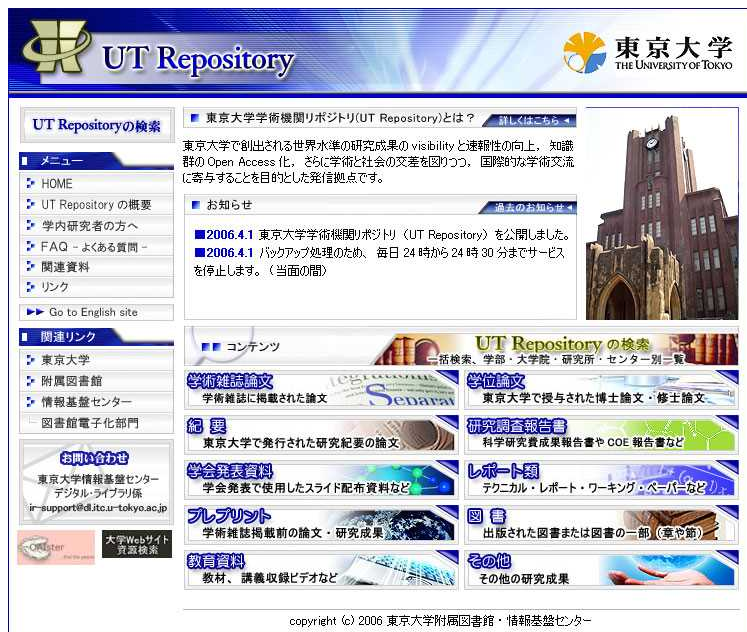 UT Repository
東京大学
THE UNIVERSITY OF TOKYO
UT Repositoryの検索
メニュー
HOME
UT Repository の概要
学内研究者の方へ
FAQ - よくある質問 -
関連資料
リンク
Go to English site
関連リンク
東京大学
附属図書館
情報基盤センター
図書館電子化部門
お問い合わせ
東京大学情報基盤センター
デジタル・ライブラリ係
ir-support@dl.itc.u-tokyo.ac.jp
OAIster
大学Webサイト
資源検索
東京大学学術機関リポジトリ(UT Repository)とは？
詳しくはこちら
東京大学で創出される世界水準の研究成果の visibility と速報性の向上， 知識
群の Open Access 化， さらに学術と社会の交差を図りつつ， 国際的な学術交流
に寄与することを目的とした発信拠点です。
お知らせ
過去のお知らせ
■2006.4.1 東京大学学術機関リポジトリ（UT Repository）を公開しました。
■2006.4.1 バックアップ処理のため、 毎日 24 時から 24 時 30 分までサービス
を停止します。（当面の間）
コンテンツ
UT Repository の検索
一括検索、学部・大学院・研究所・センター別一覧
学術雑誌論文
学術雑誌に掲載された論文
Separat
学位論文
東京大学で授与された博士論文・修士論文
紀 要
東京大学で発行された研究紀要の論文
研究調査報告書
科学研究費成果報告書や COE 報告書など
学会発表資料
学会発表で使用したスライド配布資料など
レポート類
テクニカル・レポート・ワーキング・ペーパーなど
プレプリント
学術雑誌掲載前の論文・研究成果
図 書
出版された図書または図書の一部（章や節）
教育資料
教材、講義収録ビデオなど
その他
その他の研究成果
copyright (c) 2006 東京大学附属図書館・情報基盤センター